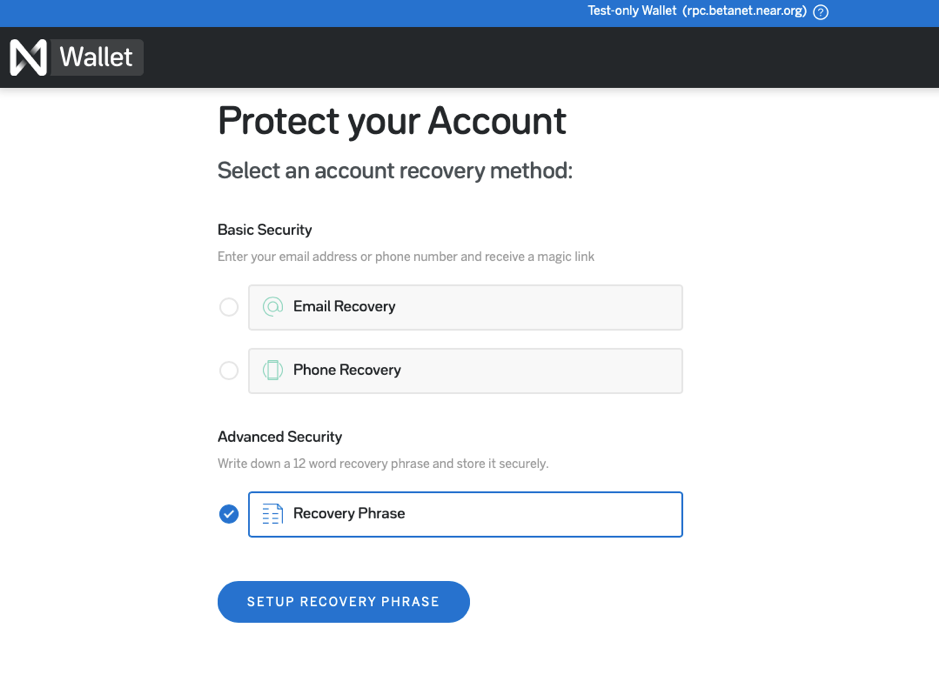 Test-only Wallet (rpc.betanet.near.org) ?
N Wallet
Protect your Account
Select an account recovery method:
Basic Security
Enter your email address or phone number and receive a magic link
@ Email Recovery
Phone Recovery
Advanced Security
Write down a 12 word recovery phrase and store it securely.
Recovery Phrase
SETUP RECOVERY PHRASE